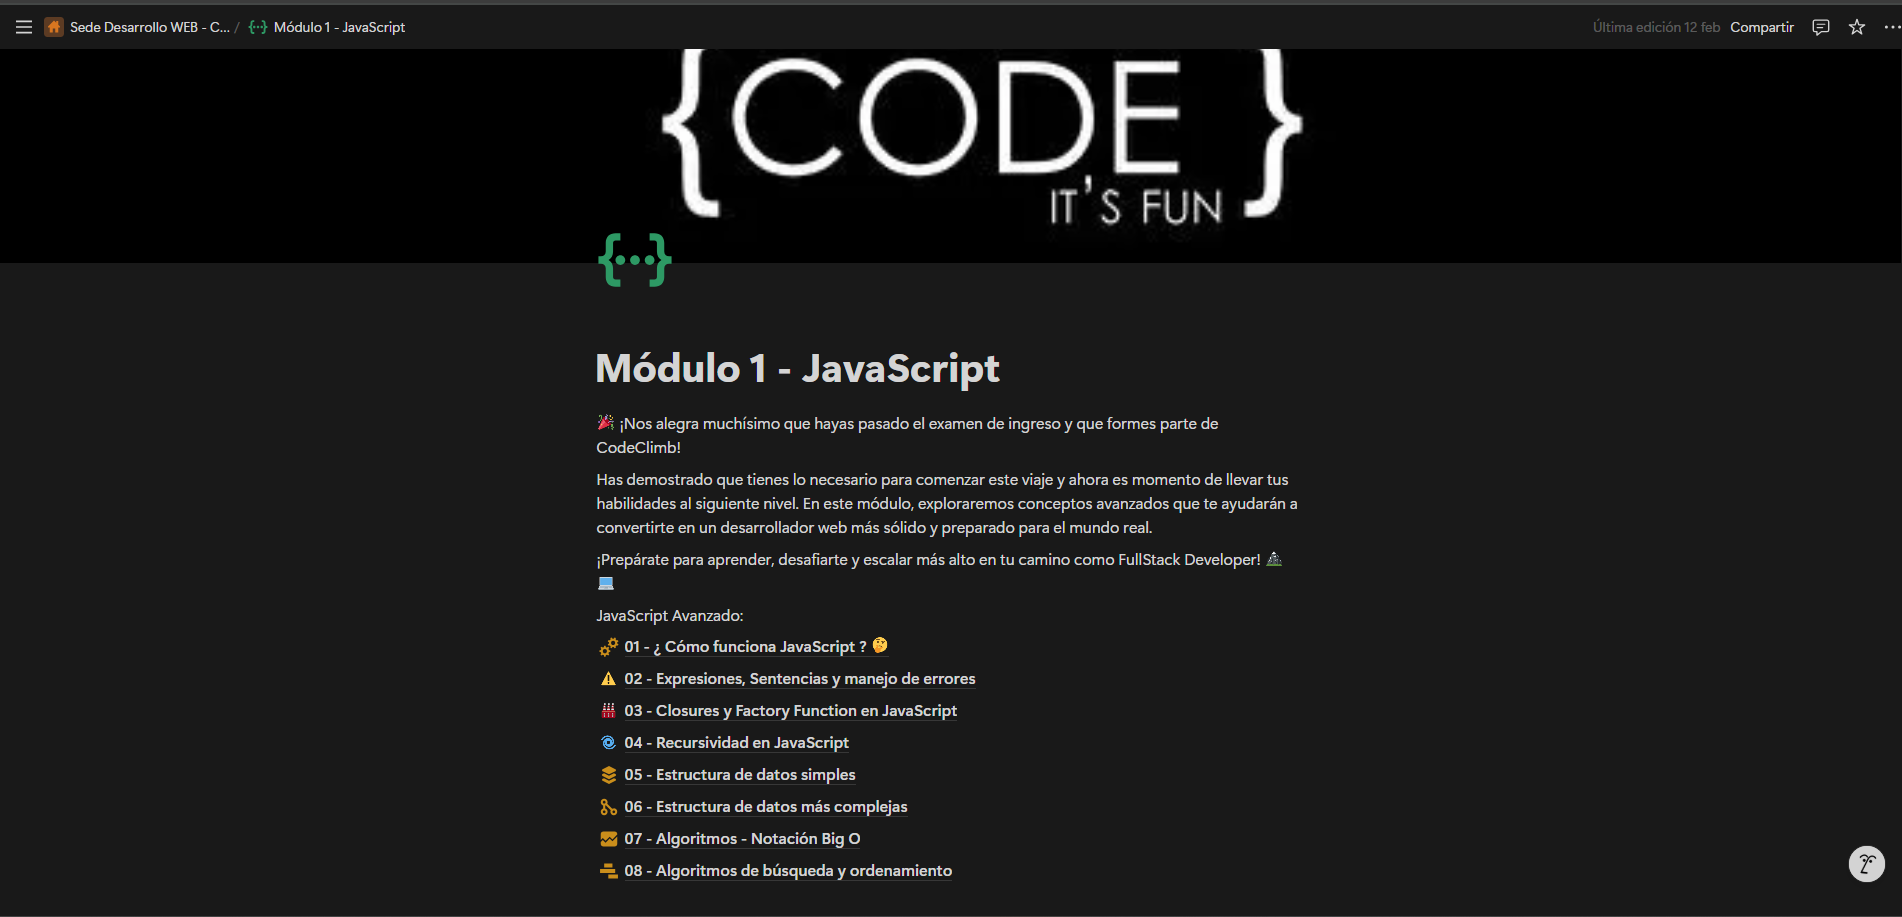 Sede Desarrollo WEB - C... / {··} Módulo 1 - JavaScript
Última edición 12 feb Compartir
{CODE }
IT'S FUN
{···}
Módulo 1 - JavaScript
🎉 ¡Nos alegra muchísimo que hayas pasado el examen de ingreso y que formes parte de
CodeClimb!
Has demostrado que tienes lo necesario para comenzar este viaje y ahora es momento de llevar tus
habilidades al siguiente nivel. En este módulo, exploraremos conceptos avanzados que te ayudarán a
convertirte en un desarrollador web más sólido y preparado para el mundo real.
¡Prepárate para aprender, desafiarte y escalar más alto en tu camino como FullStack Developer!
JavaScript Avanzado:
01 - ¿ Cómo funciona JavaScript ? 🤔
02 - Expresiones, Sentencias y manejo de errores
03 - Closures y Factory Function en JavaScript
04 - Recursividad en JavaScript
05 - Estructura de datos simples
06 - Estructura de datos más complejas
07 - Algoritmos - Notación Big O
08 - Algoritmos de búsqueda y ordenamiento